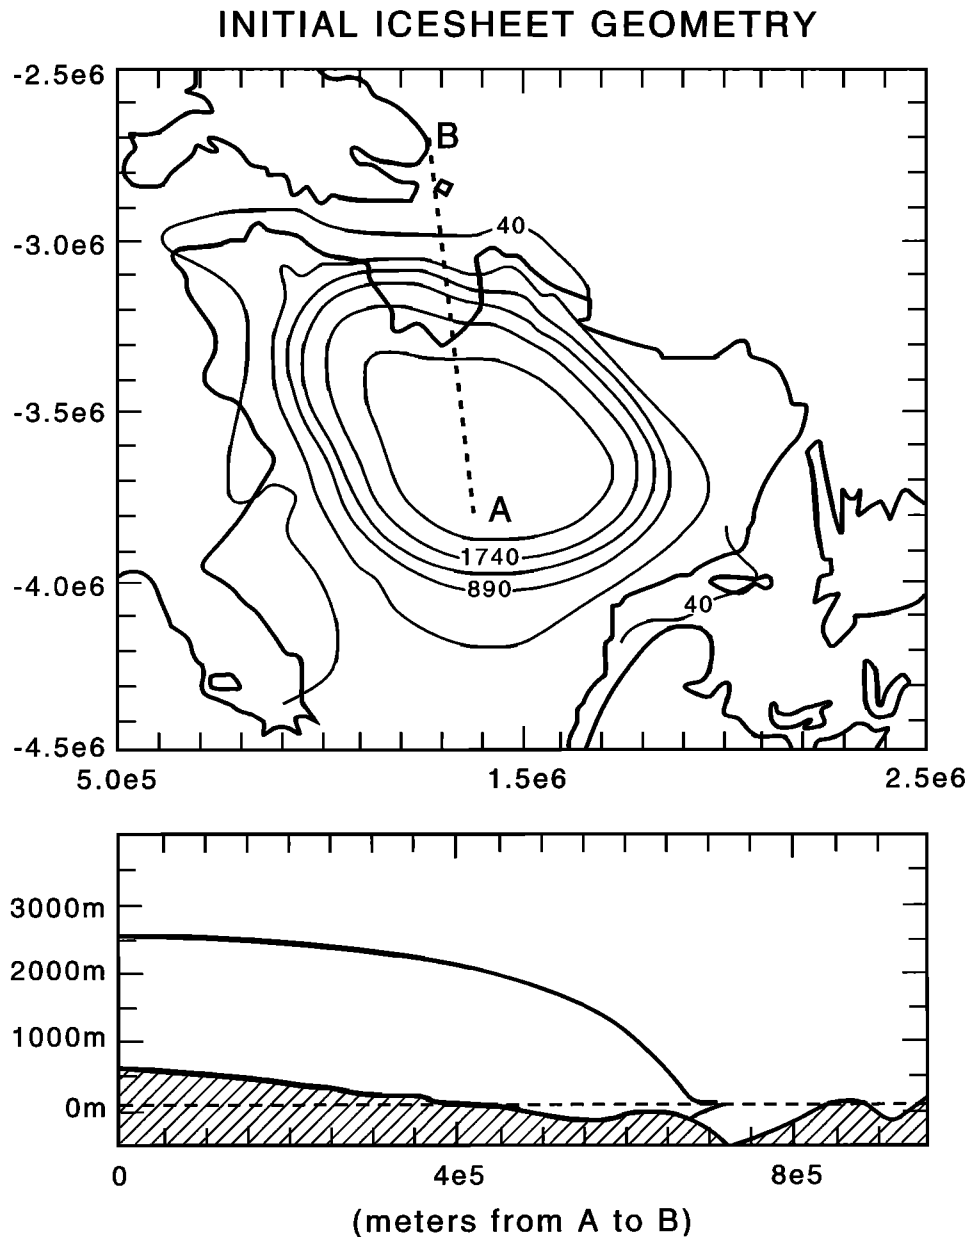 INITIAL ICESHEET GEOMETRY
-2.5e6
B
40
-3.0e6
-3.5e6
A
1740
-4.0e6
890
40
-4.5e6
5.0e5 1.5e6 2.5e6
3000m
2000m
1000m
0m
0 4e5 8e5
(meters from A to B)